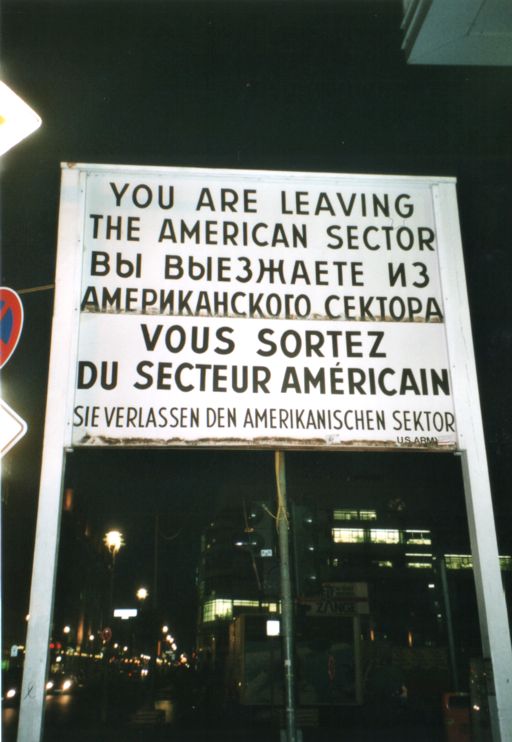 YOU ARE LEAVING
THE AMERICAN SECTOR
ВЫ ВЫЕЗЖАЕТЕ ИЗ
АМЕРИКАНСКОГО СЕКТОРА
VOUS SORTEZ
DU SECTEUR AMÉRICAIN
SIE VERLASSEN DEN AMERIKANISCHEN SEKTOR
US ARMY
ZÄNGE